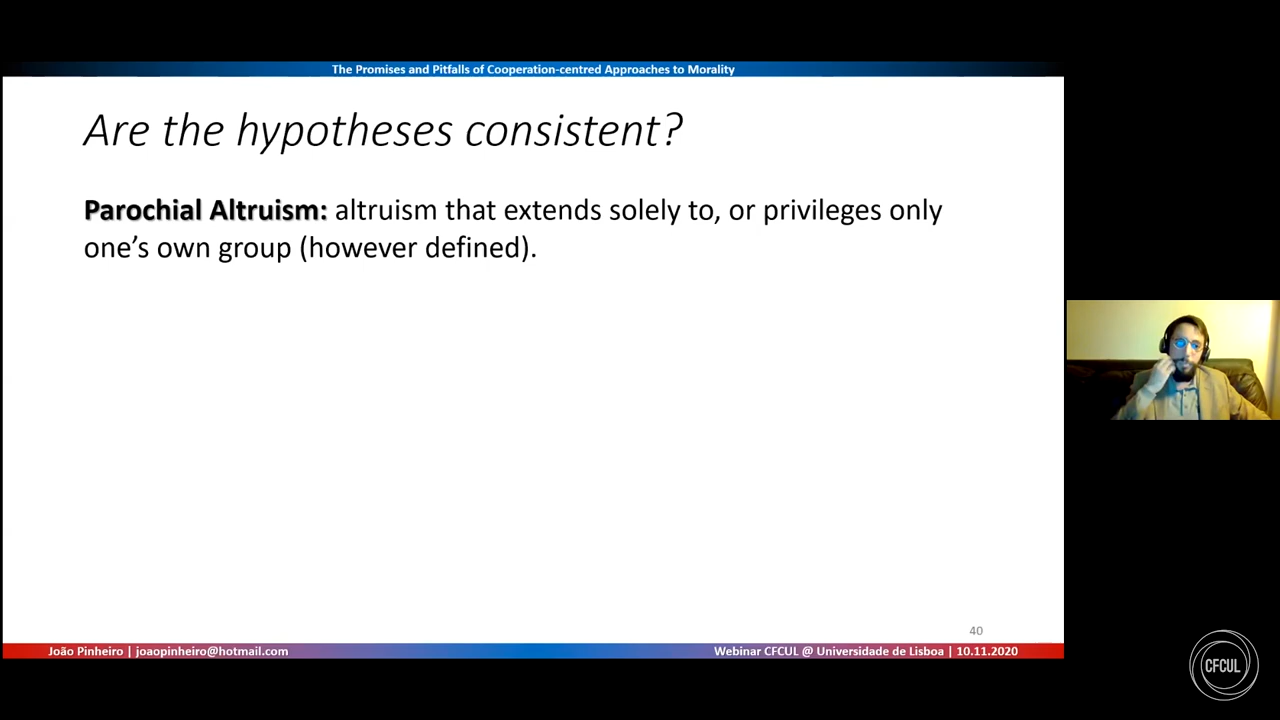 The Promises and Pitfalls of Cooperation-centred Approaches to Morality
Are the hypotheses consistent?
Parochial Altruism: altruism that extends solely to, or privileges only
one's own group (however defined).
40
João Pinheiro | joaopinheiro@hotmail.com
Webinar CFCUL @ Universidade de Lisboa | 10.11.2020
CFCUL